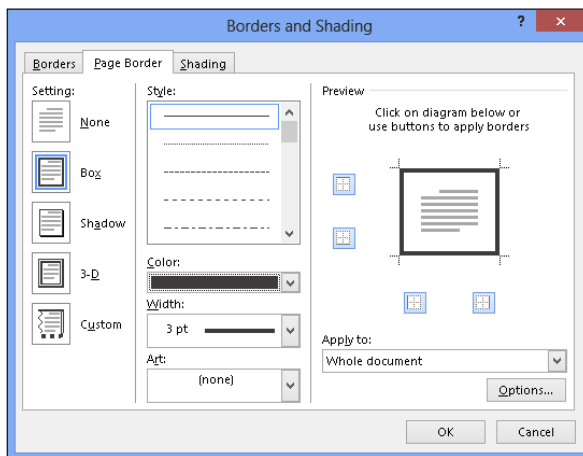 Borders and Shading
? ×
Borders Page Border Shading
Setting:
None
Box
Shadow
3-D
Custom
Style:
Color:
Width:
3 pt
Art:
(none)
Preview
Click on diagram below or
use buttons to apply borders
Apply to:
Whole document
Options...
OK Cancel